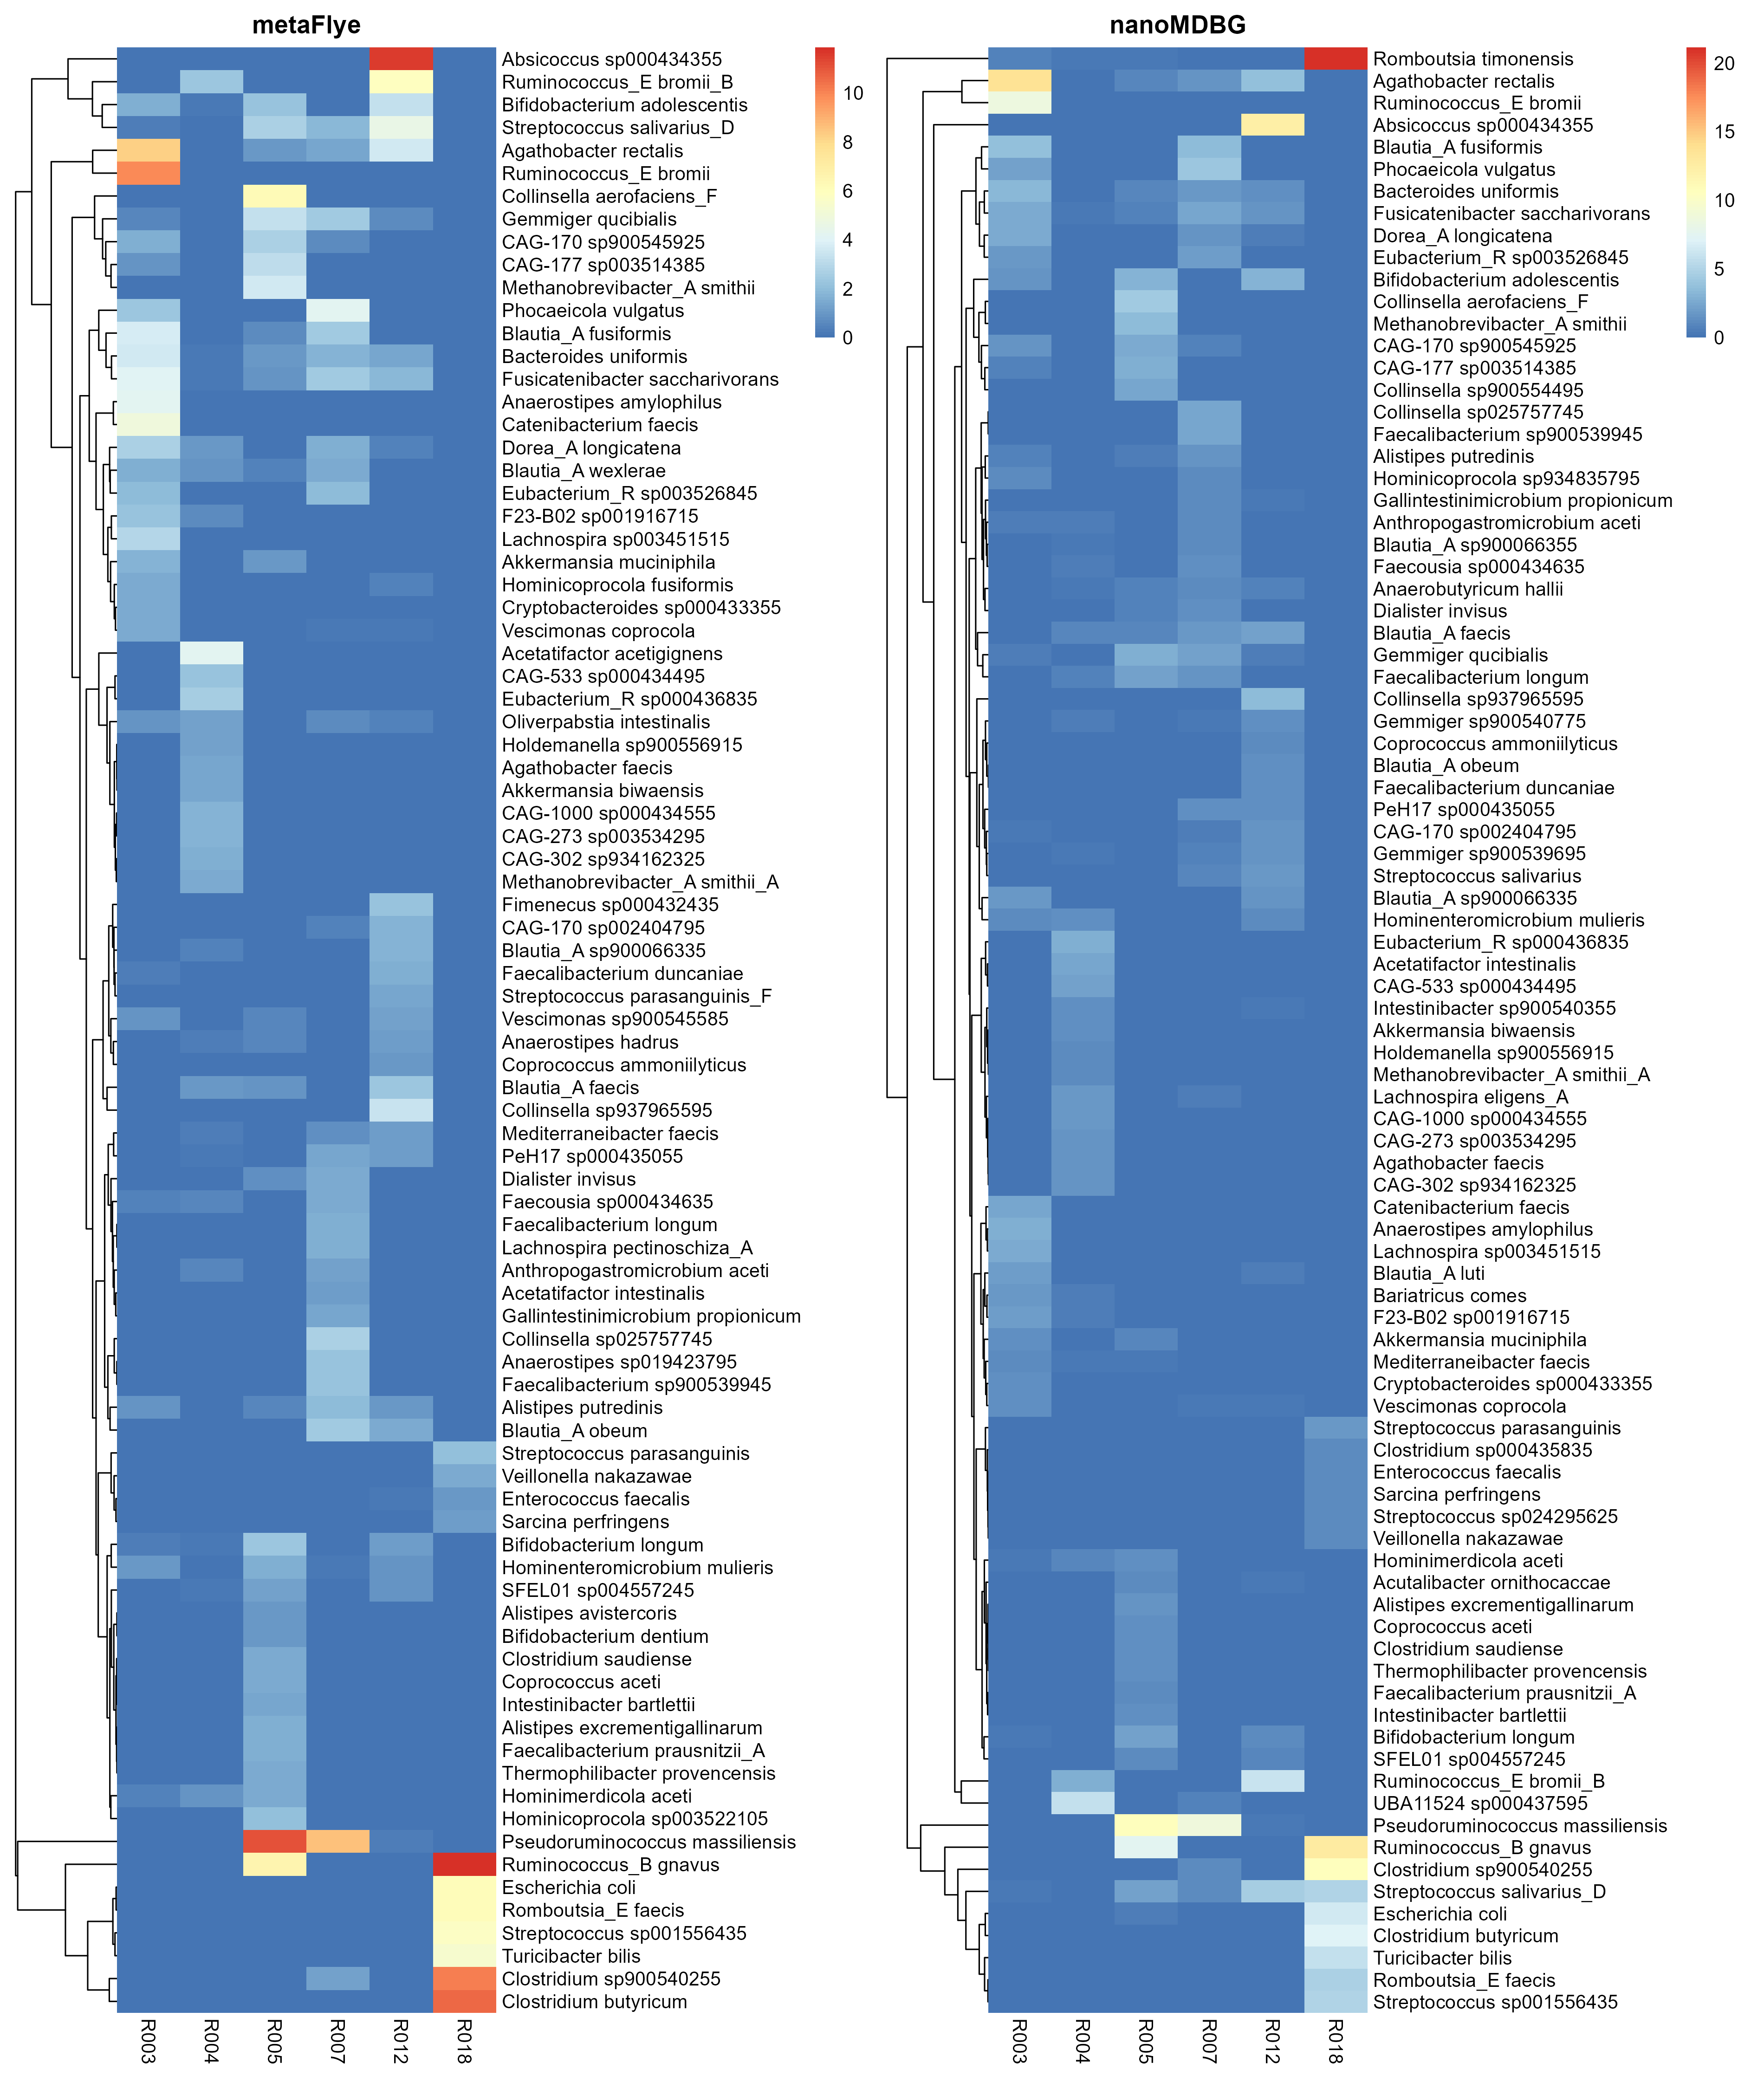 metaFlye
Absicoccus sp000434355
Ruminococcus_E bromii_B
Bifidobacterium adolescentis
Streptococcus salivarius_D
Agathobacter rectalis
Ruminococcus_E bromii
Collinsella aerofaciens_F
Gemmiger qucibialis
CAG-170 sp900545925
CAG-177 sp003514385
Methanobrevibacter_A smithii
Phocaeicola vulgatus
Blautia_A fusiformis
Bacteroides uniformis
Fusicatenibacter saccharivorans
Anaerostipes amylophilus
Catenibacterium faecis
Dorea_A longicatena
Blautia_A wexlerae
Eubacterium_R sp003526845
F23-B02 sp001916715
Lachnospira sp003451515
Akkermansia muciniphila
Hominicoprocola fusiformis
Cryptobacteroides sp000433355
Vescimonas coprocola
Acetatifactor acetigignens
CAG-533 sp000434495
Eubacterium_R sp000436835
Oliverpabstia intestinalis
Holdemanella sp900556915
Agathobacter faecis
Akkermansia biwaensis
CAG-1000 sp000434555
CAG-273 sp003534295
CAG-302 sp934162325
Methanobrevibacter_A smithii_A
Fimenecus sp000432435
CAG-170 sp002404795
Blautia_A sp900066335
Faecalibacterium duncaniae
Streptococcus parasanguinis_F
Vescimonas sp900545585
Anaerostipes hadrus
Coprococcus ammoniilyticus
Blautia_A faecis
Collinsella sp937965595
Mediterraneibacter faecis
PeH17 sp000435055
Dialister invisus
Faecousia sp000434635
Faecalibacterium longum
Lachnospira pectinoschiza_A
Anthropogastromicrobium aceti
Acetatifactor intestinalis
Gallintestinimicrobium propionicum
Collinsella sp025757745
Anaerostipes sp019423795
Faecalibacterium sp900539945
Alistipes putredinis
Blautia_A obeum
Streptococcus parasanguinis
Veillonella nakazawae
Enterococcus faecalis
Sarcina perfringens
Bifidobacterium longum
Hominenteromicrobium mulieris
SFEL01 sp004557245
Alistipes avistercoris
Bifidobacterium dentium
Clostridium saudiense
Coprococcus aceti
Intestinibacter bartlettii
Alistipes excrementigallinarum
Faecalibacterium prausnitzii_A
Thermophilibacter provencensis
Hominimerdicola aceti
Hominicoprocola sp003522105
Pseudoruminococcus massiliensis
Ruminococcus_B gnavus
Escherichia coli
Romboutsia_E faecis
Streptococcus sp001556435
Turicibacter bilis
Clostridium sp900540255
Clostridium butyricum
R003
R004
R005
R007
R012
R018
10
8
6
4
2
0
nanoMDBG
Romboutsia timonensis
Agathobacter rectalis
Ruminococcus_E bromii
Absicoccus sp000434355
Blautia_A fusiformis
Phocaeicola vulgatus
Bacteroides uniformis
Fusicatenibacter saccharivorans
Dorea_A longicatena
Eubacterium_R sp003526845
Bifidobacterium adolescentis
Collinsella aerofaciens_F
Methanobrevibacter_A smithii
CAG-170 sp900545925
CAG-177 sp003514385
Collinsella sp900554495
Collinsella sp025757745
Faecalibacterium sp900539945
Alistipes putredinis
Hominicoprocola sp934835795
Gallintestinimicrobium propionicum
Anthropogastromicrobium aceti
Blautia_A sp900066355
Faecousia sp000434635
Anaerobutyricum hallii
Dialister invisus
Blautia_A faecis
Gemmiger qucibialis
Faecalibacterium longum
Collinsella sp937965595
Gemmiger sp900540775
Coprococcus ammoniilyticus
Blautia_A obeum
Faecalibacterium duncaniae
PeH17 sp000435055
CAG-170 sp002404795
Gemmiger sp900539695
Streptococcus salivarius
Blautia_A sp900066335
Hominenteromicrobium mulieris
Eubacterium_R sp000436835
Acetatifactor intestinalis
CAG-533 sp000434495
Intestinibacter sp900540355
Akkermansia biwaensis
Holdemanella sp900556915
Methanobrevibacter_A smithii_A
Lachnospira eligens_A
CAG-1000 sp000434555
CAG-273 sp003534295
Agathobacter faecis
CAG-302 sp934162325
Catenibacterium faecis
Anaerostipes amylophilus
Lachnospira sp003451515
Blautia_A luti
Bariatricus comes
F23-B02 sp001916715
Akkermansia muciniphila
Mediterraneibacter faecis
Cryptobacteroides sp000433355
Vescimonas coprocola
Streptococcus parasanguinis
Clostridium sp000435835
Enterococcus faecalis
Sarcina perfringens
Streptococcus sp024295625
Veillonella nakazawae
Hominimerdicola aceti
Acutalibacter ornithocaccae
Alistipes excrementigallinarum
Coprococcus aceti
Clostridium saudiense
Thermophilibacter provencensis
Faecalibacterium prausnitzii_A
Intestinibacter bartlettii
Bifidobacterium longum
SFEL01 sp004557245
Ruminococcus_E bromii_B
UBA11524 sp000437595
Pseudoruminococcus massiliensis
Ruminococcus_B gnavus
Clostridium sp900540255
Streptococcus salivarius_D
Escherichia coli
Clostridium butyricum
Turicibacter bilis
Romboutsia_E faecis
Streptococcus sp001556435
R003
R004
R005
R007
R012
R018
20
15
10
5
0